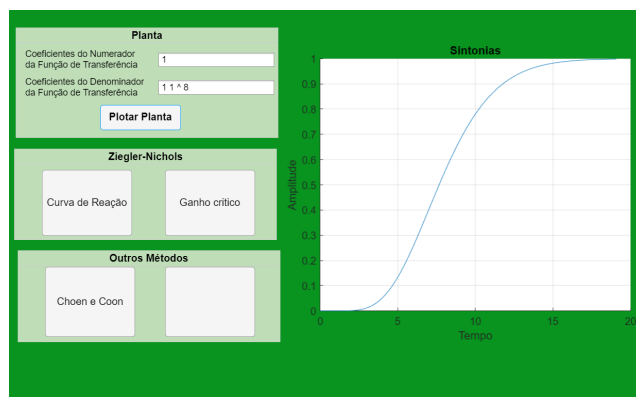 Planta
Coeficientes do Numerador
da Função de Transferência
1
Coeficientes do Denominador
da Função de Transferência
1 1 ^ 8
Plotar Planta
Ziegler-Nichols
Curva de Reação
Ganho critico
Outros Métodos
Choen e Coon
Sintonias
Amplitude
1
0.9
0.8
0.7
0.6
0.5
0.4
0.3
0.2
0.1
0
0 5 10 15 20
Tempo